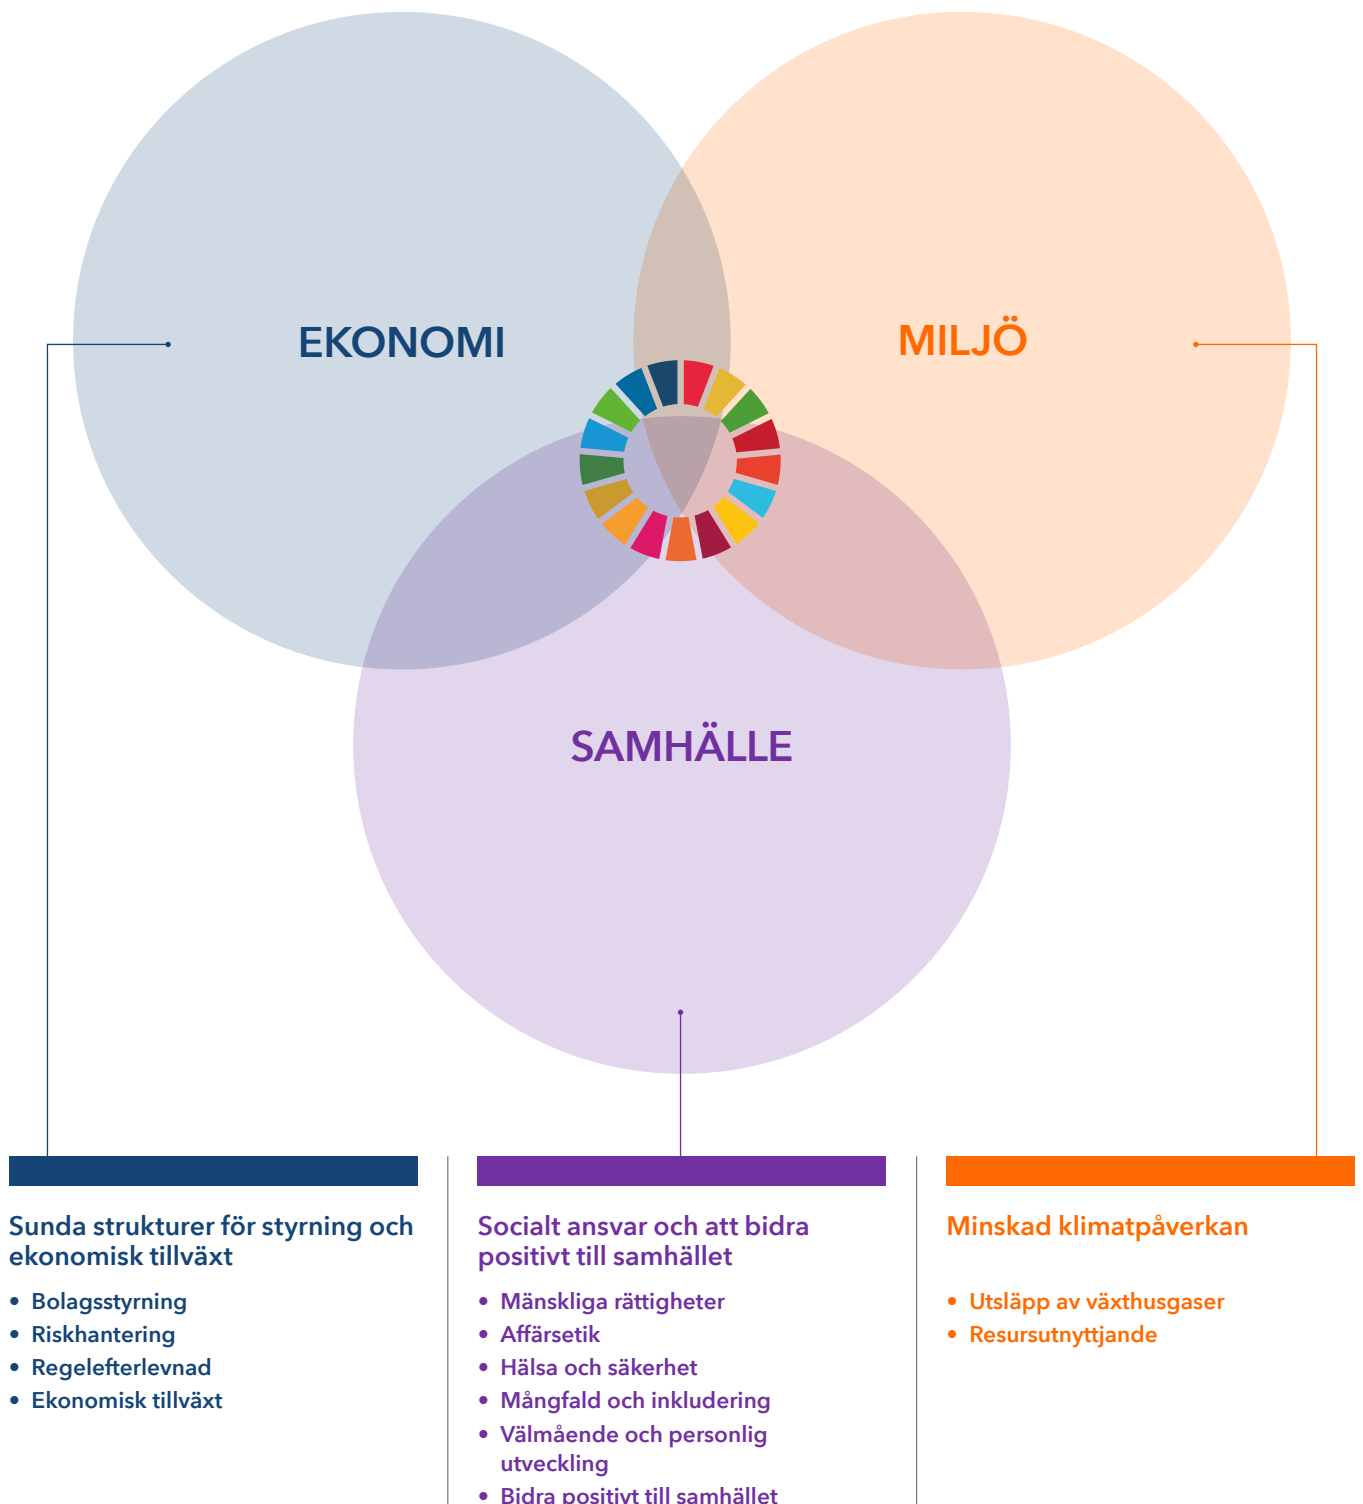 EKONOMI
MILJÖ
SAMHÄLLE
Sunda strukturer för styrning och
ekonomisk tillväxt
• Bolagsstyrning
• Riskhantering
• Regelefterlevnad
• Ekonomisk tillväxt
Socialt ansvar och att bidra
positivt till samhället
• Mänskliga rättigheter
• Affärsetik
• Hälsa och säkerhet
• Mångfald och inkludering
• Välmående och personlig
utveckling
• Bidra positivt till samhället
Minskad klimatpåverkan
• Utsläpp av växthusgaser
• Resursutnyttjande